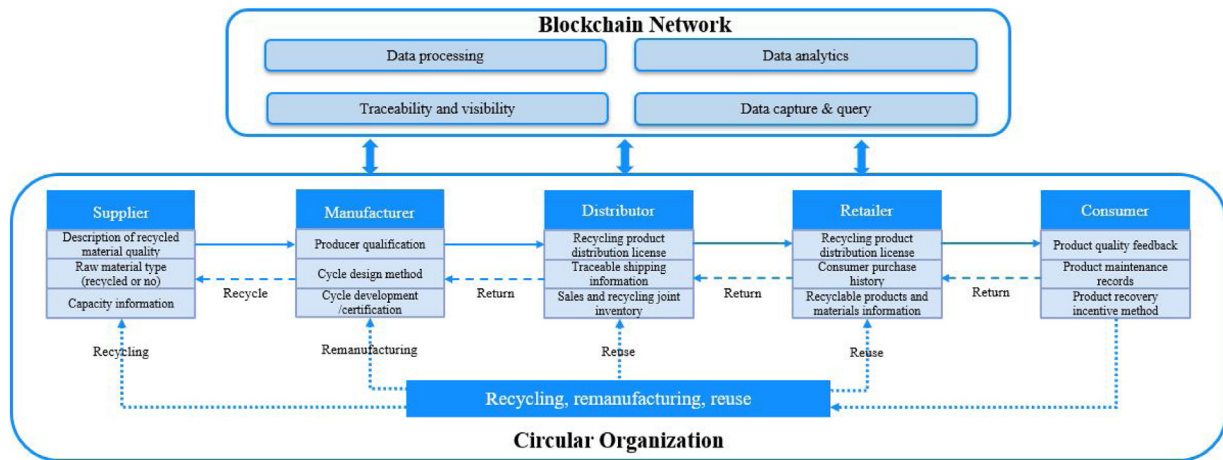 Blockchain Network
Data processing
Data analytics
Traceability and visibility
Data capture & query
Supplier
Description of recycled
material quality
Raw material type
(recycled or no)
Capacity information
Manufacturer
Producer qualification
Cycle design method
Cycle development
/certification
Distributor
Recycling product
distribution license
Traceable shipping
information
Sales and recycling joint
inventory
Retailer
Recycling product
distribution license
Consumer purchase
history
Recyclable products and
materials information
Consumer
Product quality feedback
Product maintenance
records
Product recovery
incentive method
Recycle
Return
Return
Return
Recycling
Remanufacturing
Reuse
Reuse
Recycling, remanufacturing, reuse
Circular Organization